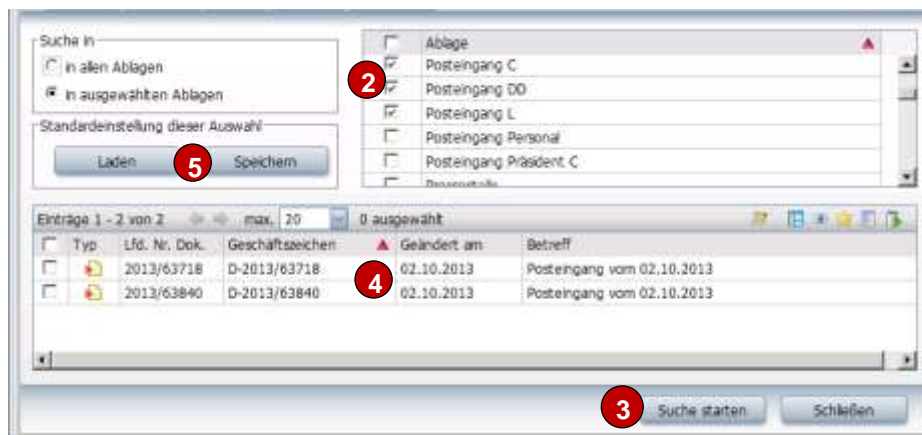 Suche in
in allen Ablagen
in ausgewählten Ablagen
Standardeinstellung dieser Auswahl
Laden 5 Speichern
Ablage
2 Posteingang C
Posteingang DD
Posteingang L
Posteingang Personal
Posteingang Präsident C
Einträge 1 - 2 von 2 max. 20 0 ausgewählt
Typ Lfd. Nr. Dok. Geschäftszeichen Geändert am Betreff
2013/63718 D-2013/63718 02.10.2013 Posteingang vom 02.10.2013
4
2013/63840 D-2013/63840 02.10.2013 Posteingang vom 02.10.2013
3 Suche starten Schließen